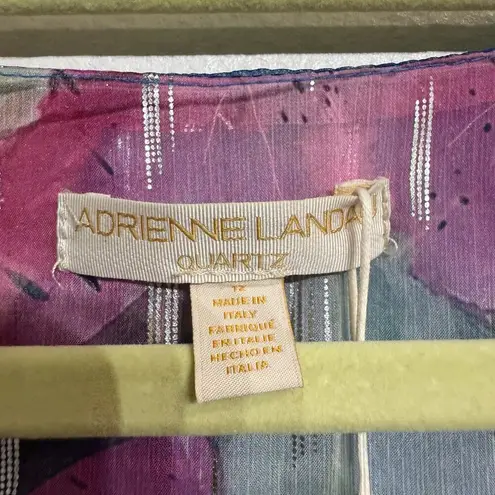 ADRIENNE LANDAU
QUARTZ
12
MADE IN
ITALY
FABRIQUÉ
EN ITALIE
HECHO EN
ITALIA